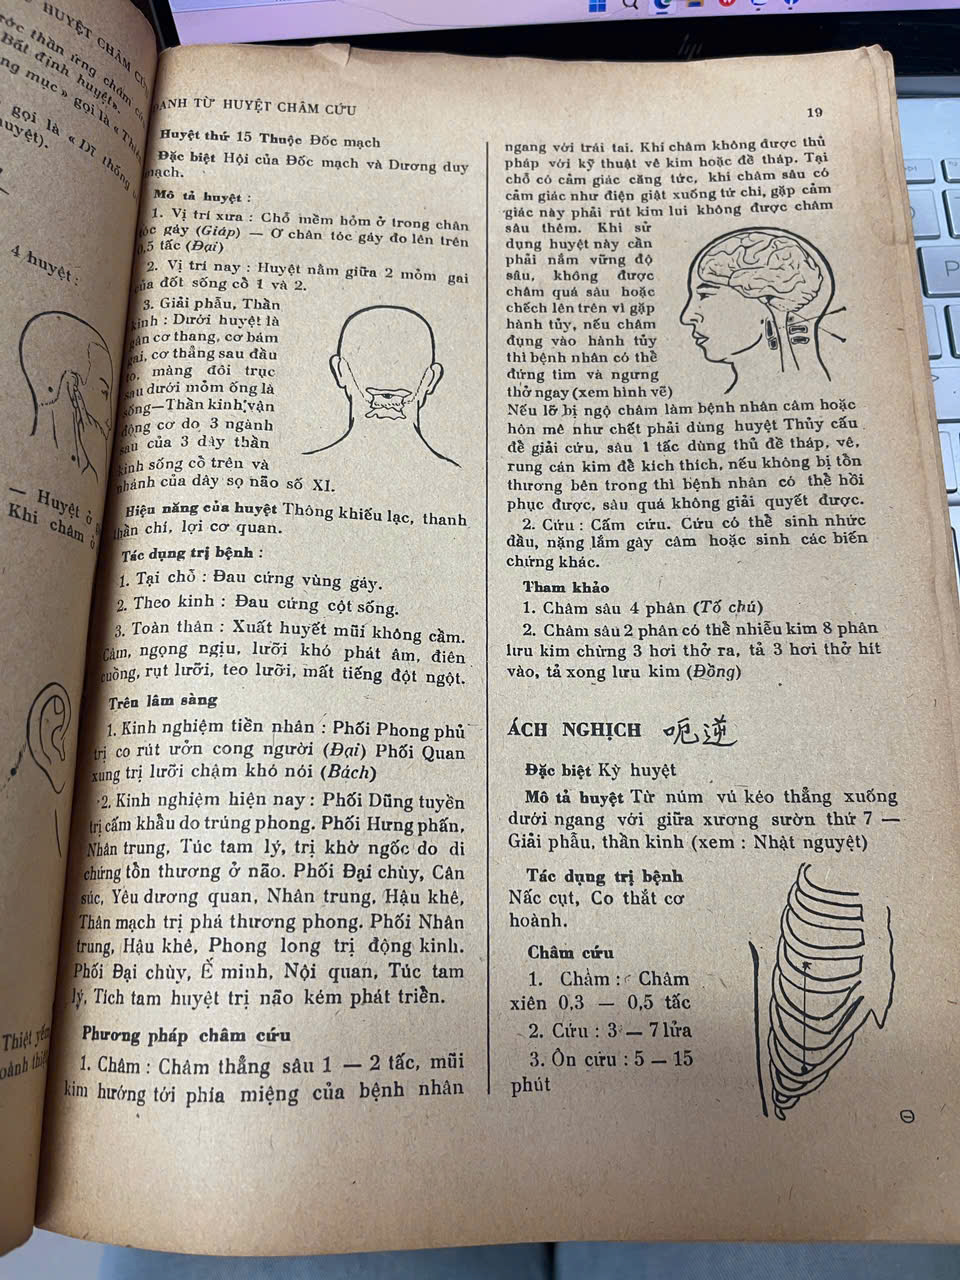 HUYỆT CHÂM CỨU
thần ứng châm
Bất định huyệt».
mục» gọi là «Thiên
gọi là «Dĩ thống
huyệt).
4 huyệt :
— Huyệt ở
Khi châm ở
Thiệt yến
DANH TỪ HUYỆT CHÂM CỨU
19
Huyệt thứ 15 Thuộc Đốc mạch
Đặc biệt Hội của Đốc mạch và Dương duy
mạch.
Mô tả huyệt :
1. Vị trí xưa : Chỗ mềm hỏm ở trong chân
tóc gáy (Giáp) — Ở chân tóc gáy đo lên trên
0,5 tấc (Đại)
2. Vị trí nay : Huyệt nằm giữa 2 mỏm gai
của đốt sống cổ 1 và 2.
3. Giải phẫu, Thần
kinh : Dưới huyệt là
gân cơ thang, cơ bám
gai, cơ thẳng sau đầu
to, màng đôi trục
sau dưới mỏm ống là
sống—Thần kinh vận
động cơ do 3 ngành
sau của 3 dây thần
kinh sống cổ trên và
nhánh của dây sọ não số XI.
Hiệu năng của huyệt Thông khiếu lạc, thanh
thần chí, lợi cơ quan.
Tác dụng trị bệnh :
1. Tại chỗ : Đau cứng vùng gáy.
2. Theo kinh : Đau cứng cột sống.
3. Toàn thân : Xuất huyết mũi không cầm.
Câm, ngọng ngịu, lưỡi khó phát âm, điên
cuồng, rụt lưỡi, teo lưỡi, mất tiếng đột ngột.
Trên lâm sàng
1. Kinh nghiệm tiền nhân : Phối Phong phủ
trị co rút ưởn cong người (Đại) Phối Quan
xung trị lưỡi chậm khó nói (Bách)
2. Kinh nghiệm hiện nay : Phối Dũng tuyền
trị cấm khẩu do trúng phong. Phối Hưng phấn,
Nhân trung, Túc tam lý, trị khờ ngốc do di
chứng tổn thương ở não. Phối Đại chùy, Cân
súc, Yêu dương quan, Nhân trung, Hậu khê,
Thân mạch trị phá thương phong. Phối Nhân
trung, Hậu khê, Phong long trị động kinh.
Phối Đại chùy, Ế minh, Nội quan, Túc tam
lý, Tích tam huyệt trị não kém phát triển.
Phương pháp châm cứu
1. Châm : Châm thẳng sâu 1 — 2 tấc, mũi
kim hướng tới phía miệng của bệnh nhân
ngang với trái tai. Khi châm không được thủ
pháp với kỹ thuật vê kim hoặc đề tháp. Tại
chỗ có cảm giác căng tức, khi châm sâu có
cảm giác như điện giật xuống tứ chi, gặp cảm
giác này phải rút kim lui không được châm
sâu thêm. Khi sử
dụng huyệt này cần
phải nắm vững độ
sâu, không được
châm quá sâu hoặc
chếch lên trên vì gặp
hành tủy, nếu châm
đụng vào hành tủy
thì bệnh nhân có thể
đứng tim và ngưng
thở ngay (xem hình vẽ)
Nếu lỡ bị ngộ châm làm bệnh nhân câm hoặc
hôn mê như chết phải dùng huyệt Thủy cấu
để giải cứu, sâu 1 tấc dùng thủ đề tháp, vê,
rung cán kim để kích thích, nếu không bị tổn
thương bên trong thì bệnh nhân có thể hồi
phục được, sâu quá không giải quyết được.
2. Cứu : Cấm cứu. Cứu có thể sinh nhức
đầu, nặng lắm gây câm hoặc sinh các biến
chứng khác.
Tham khảo
1. Châm sâu 4 phân (Tố chú)
2. Châm sâu 2 phân có thể nhiễu kim 8 phân
lưu kim chừng 3 hơi thở ra, tả 3 hơi thở hít
vào, tả xong lưu kim (Đồng)
ÁCH NGHỊCH 呃逆
Đặc biệt Kỳ huyệt
Mô tả huyệt Từ núm vú kéo thẳng xuống
dưới ngang với giữa xương sườn thứ 7 —
Giải phẫu, thần kinh (xem : Nhật nguyệt)
Tác dụng trị bệnh
Nấc cụt, Co thắt cơ
hoành.
Châm cứu
1. Châm : Châm
xiên 0,3 — 0,5 tấc
2. Cứu : 3 — 7 lửa
3. Ôn cứu : 5 — 15
phút